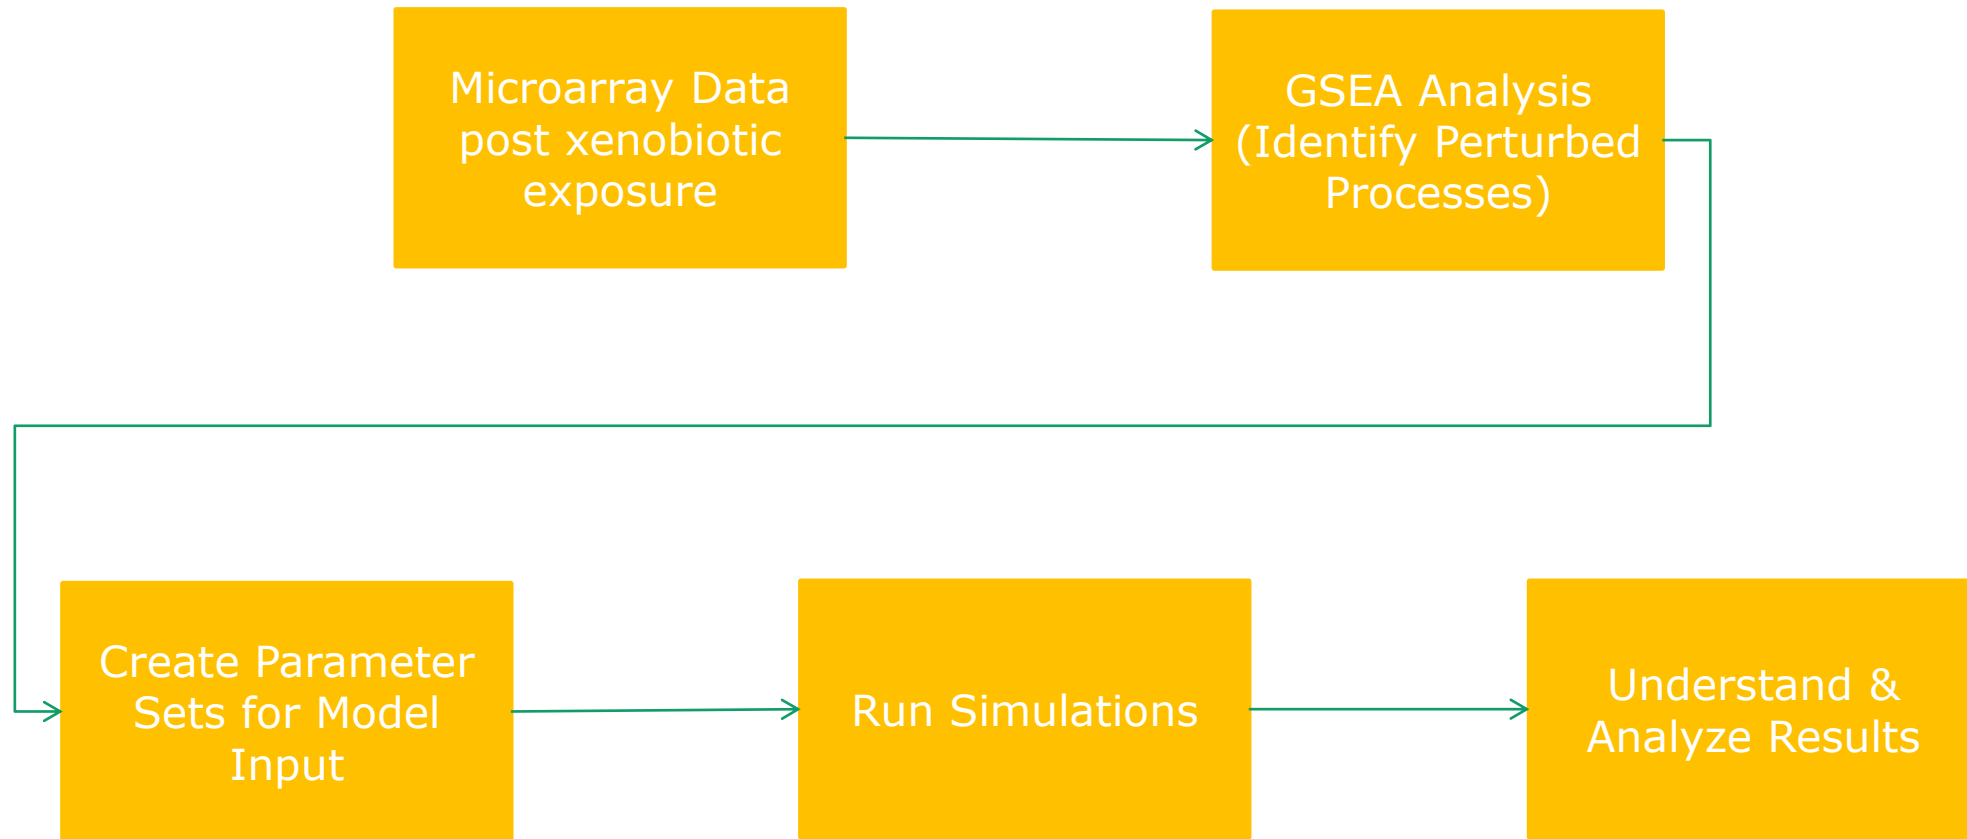 Microarray Data
post xenobiotic
exposure
GSEA Analysis
(Identify Perturbed
Processes)
Create Parameter
Sets for Model
Input
Run Simulations
Understand &
Analyze Results